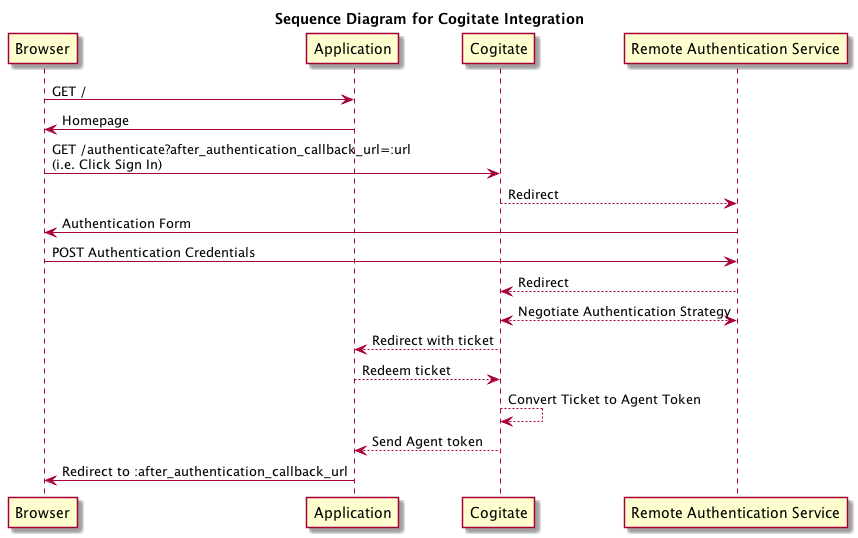 Sequence Diagram for Cogitate Integration
Browser
Application
Cogitate
Remote Authentication Service
GET /
Homepage
GET /authenticate?after_authentication_callback_url=:url
(i.e. Click Sign In)
Redirect
Authentication Form
POST Authentication Credentials
Redirect
Negotiate Authentication Strategy
Redirect with ticket
Redeem ticket
Convert Ticket to Agent Token
Send Agent token
Redirect to :after_authentication_callback_url
Browser
Application
Cogitate
Remote Authentication Service